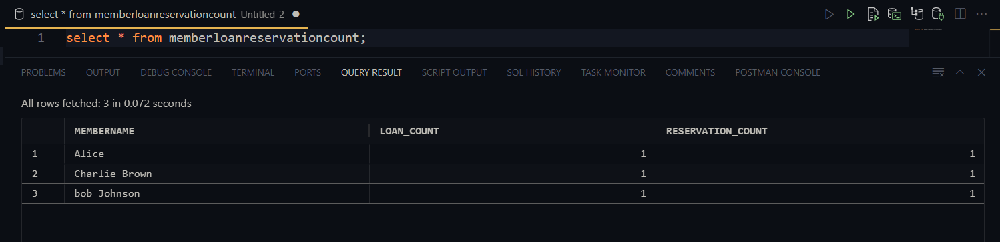 select * from memberloanreservationcount Untitled-2
1 select * from memberloanreservationcount;
PROBLEMS OUTPUT DEBUG CONSOLE TERMINAL PORTS QUERY RESULT SCRIPT OUTPUT SQL HISTORY TASK MONITOR COMMENTS POSTMAN CONSOLE
All rows fetched: 3 in 0.072 seconds
MEMBERNAME LOAN_COUNT RESERVATION_COUNT
1 Alice 1 1
2 Charlie Brown 1 1
3 bob Johnson 1 1